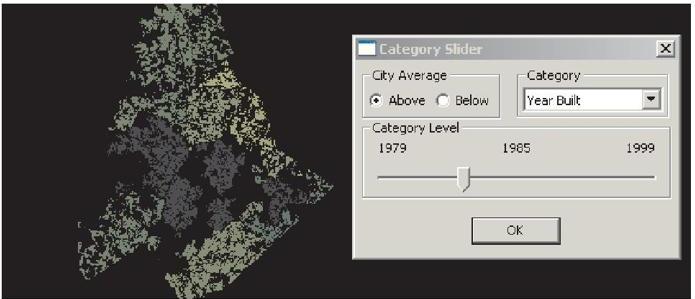 Category Slider
City Average
Above
Below
Category
Year Built
Category Level
1979 1985 1999
OK